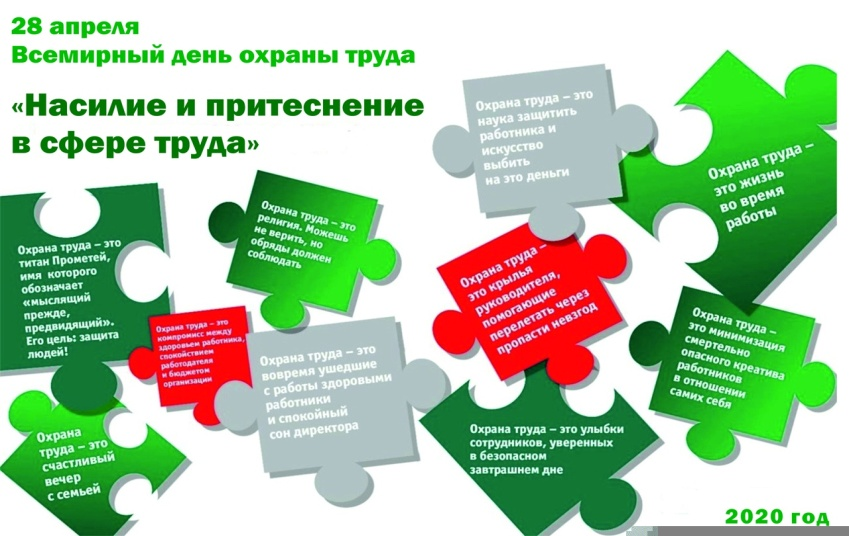 28 апреля
Всемирный день охраны труда
«Насилие и притеснение
в сфере труда»
Охрана труда – это
наука защитить
работника и
искусство
выбить
на это деньги
Охрана труда –
это жизнь
во время
работы
Охрана труда – это
религия. Можешь
не верить, но
обряды должен
соблюдать
Охрана труда – это
титан Прометей,
имя которого
обозначает
«мыслящий
прежде,
предвидящий».
Его цель: защита
людей!
Охрана труда –
это крылья
руководителя,
помогающие
перелетать через
пропасти невзгод
Охрана труда – это
компромисс между
здоровьем работника,
спокойствием
работодателя
и бюджетом
организации
Охрана труда – это
вовремя ушедшие
с работы здоровыми
работники
и спокойный
сон директора
Охрана труда –
это минимизация
смертельно
опасного креатива
работников
в отношении
самих себя
Охрана
труда – это
счастливый
вечер
с семьей
Охрана труда – это улыбки
сотрудников, уверенных
в безопасном
завтрашнем дне
2020 год